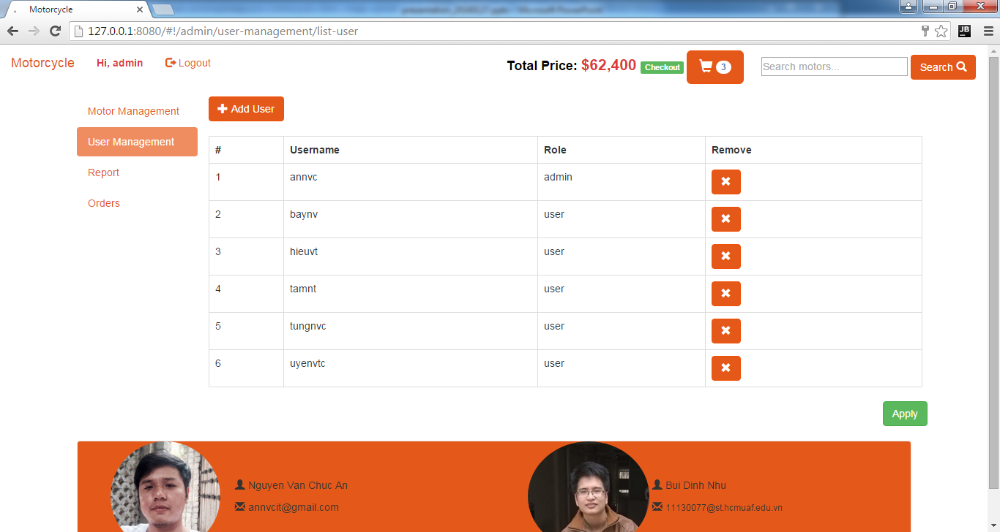 Motorcycle
127.0.0.1:8080/#!/admin/user-management/list-user
JB
Motorcycle Hi, admin Logout Total Price: $62,400 Checkout 3 Search motors... Search
Motor Management
User Management
Report
Orders
Add User
# Username Role Remove
1 annvc admin
2 baynv user
3 hieuvt user
4 tamnt user
5 tungnvc user
6 uyenvtc user
Apply
Nguyen Van Chuc An
annvcit@gmail.com
Bui Dinh Nhu
11130077@st.hcmuaf.edu.vn